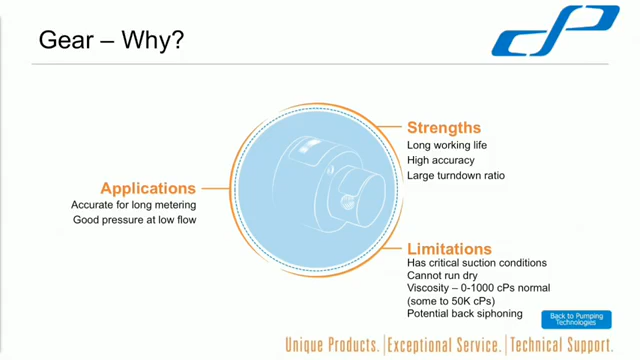 Gear – Why?
Strengths
Long working life
High accuracy
Large turndown ratio
Applications
Accurate for long metering
Good pressure at low flow
Limitations
Has critical suction conditions
Cannot run dry
Viscosity – 0-1000 cPs normal
(some to 50K cPs)
Potential back siphoning
Back to Pumping
Technologies
Unique Products. | Exceptional Service. | Technical Support.